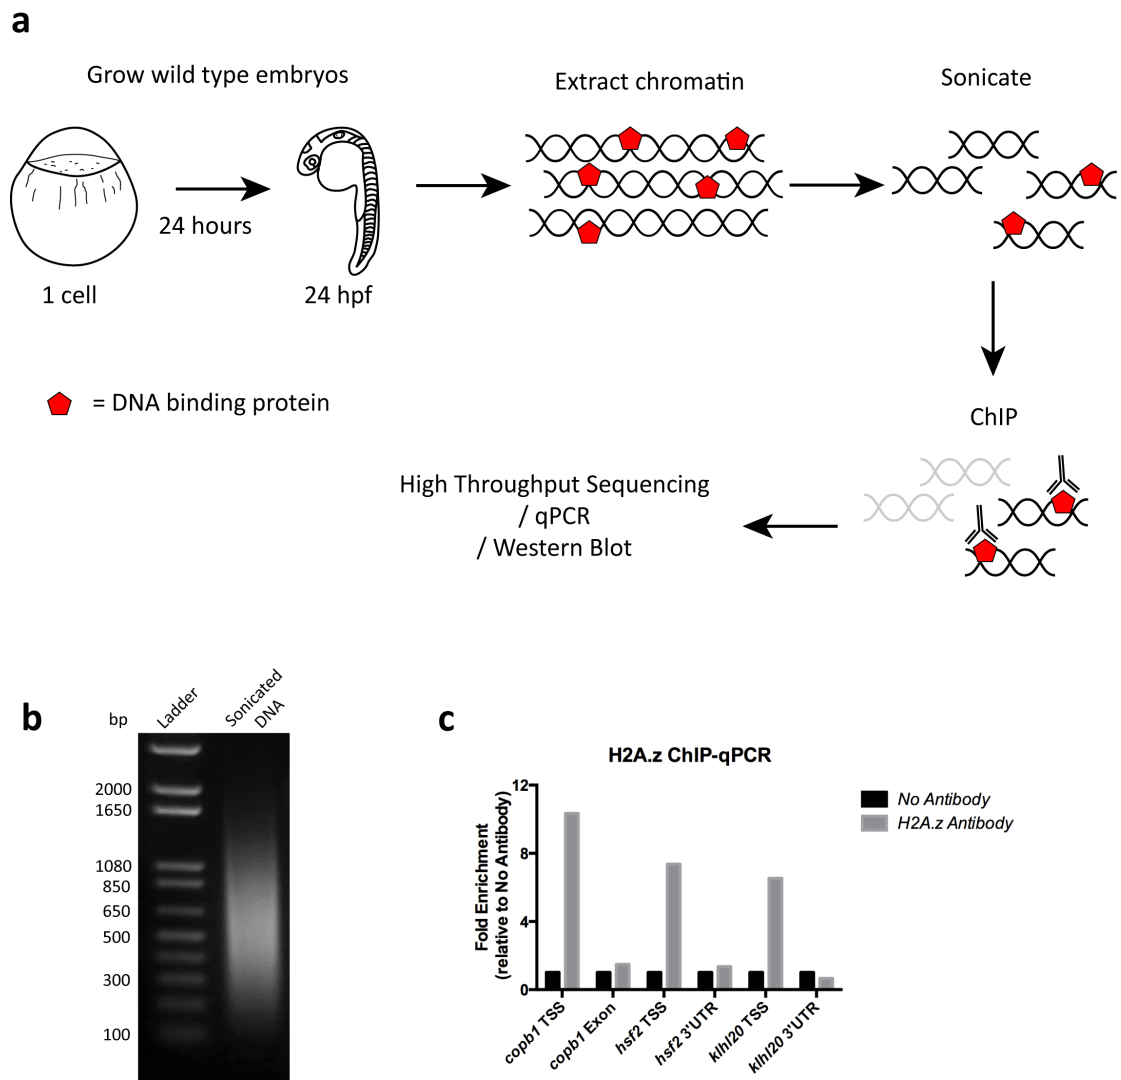 a
Grow wild type embryos
Extract chromatin
Sonicate
24 hours
1 cell
24 hpf
= DNA binding protein
ChIP
High Throughput Sequencing
/ qPCR
/ Western Blot
b
bp
Ladder
Sonicated
DNA
2000
1650
1080
850
650
500
300
100
c
H2A.z ChIP-qPCR
Fold Enrichment
(relative to No Antibody)
12
8
4
0
copb1 TSS
copb1 Exon
hsf2 TSS
hsf2 3'UTR
klhl20 TSS
klhl20 3'UTR
No Antibody
H2A.z Antibody